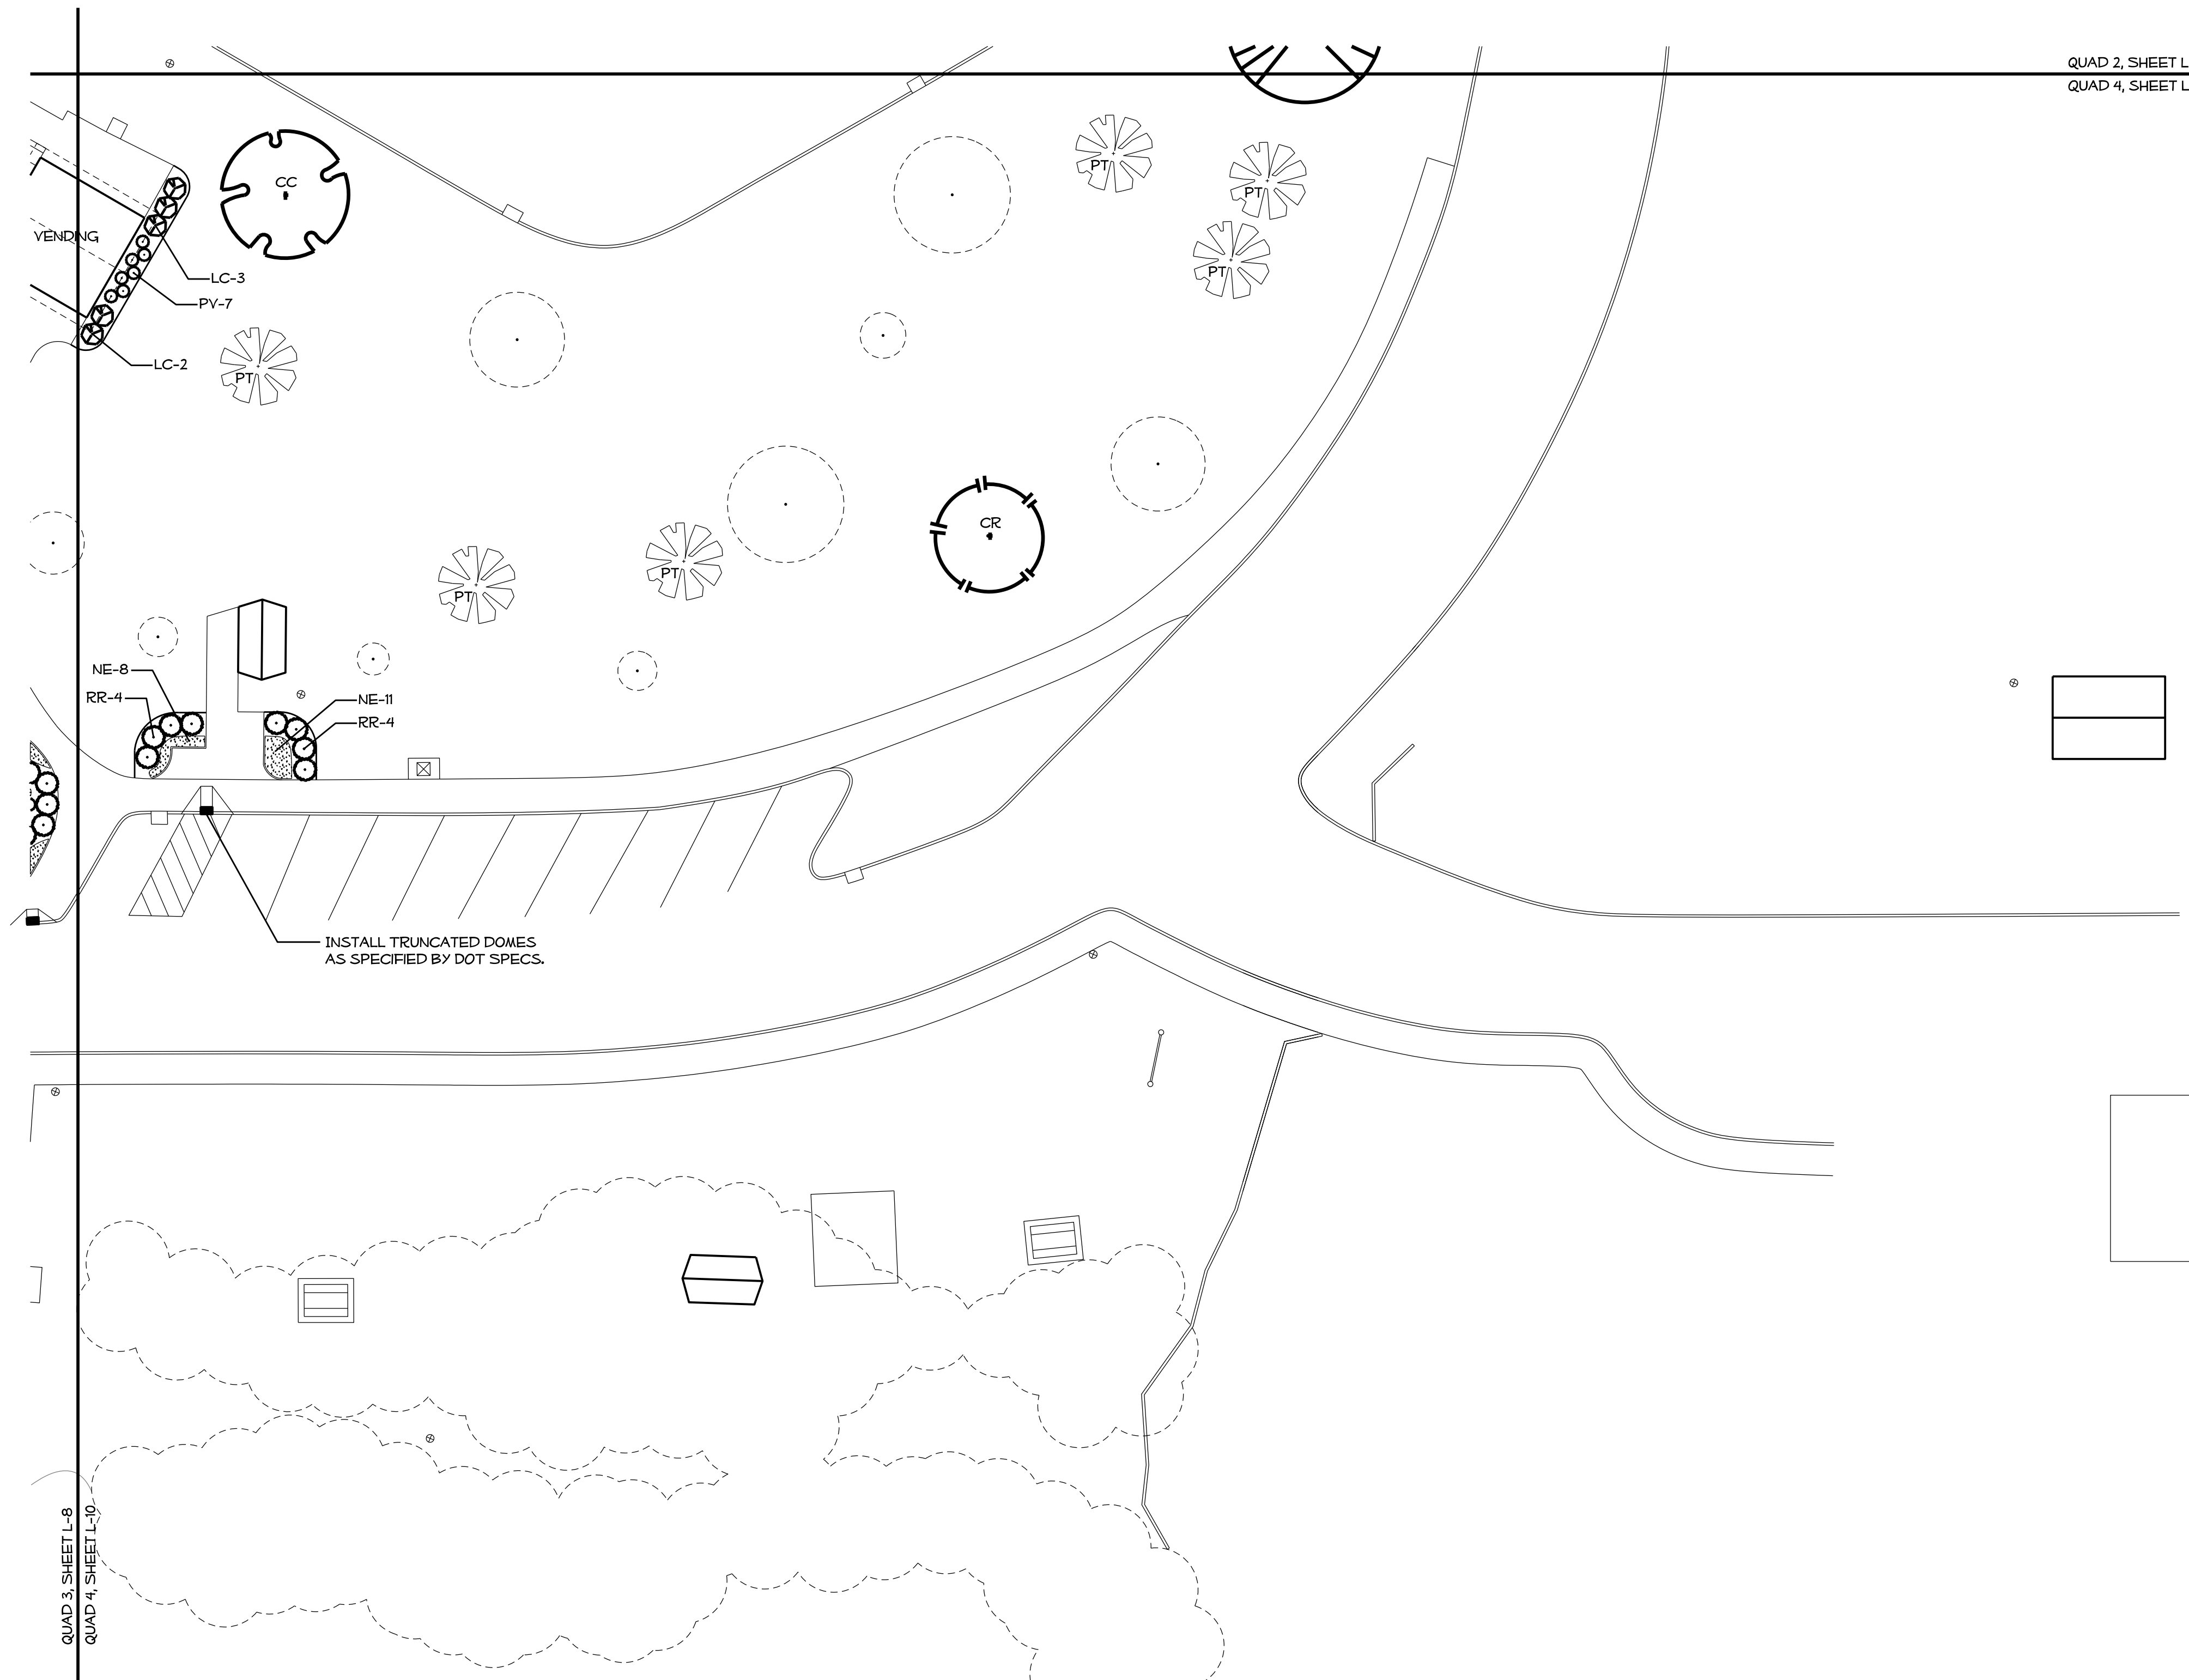 QUAD 2, SHEET L
QUAD 4, SHEET L
PT
PT
CC
VENDING
PT
LC-3
PV-7
LC-2
PT
CR
PT
PT
NE-8
RR-4
NE-11
RR-4
INSTALL TRUNCATED DOMES
AS SPECIFIED BY DOT SPECS.
QUAD 3, SHEET L-8
QUAD 4, SHEET L-10